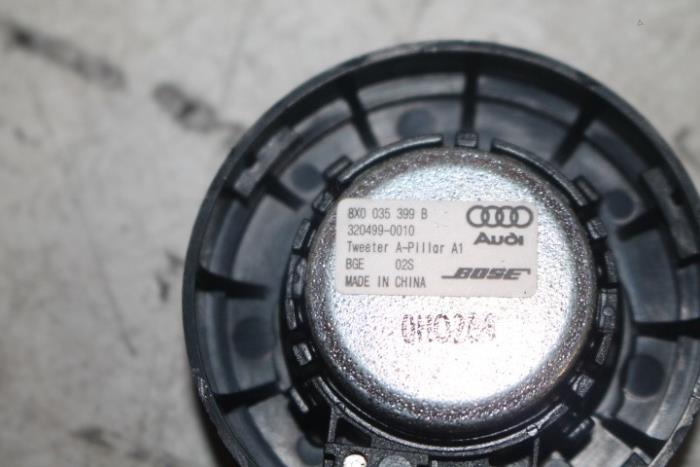 8X0 035 399 B
320499-0010
Tweeter A-Pillar A1
BGE 02S
MADE IN CHINA
Audi
BOSE